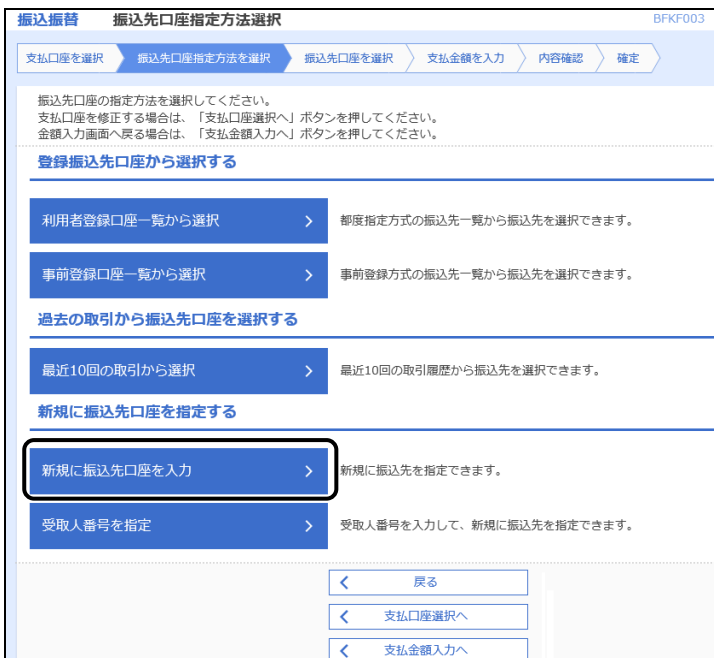 振込振替 振込先口座指定方法選択 BFKF003
支払口座を選択 振込先口座指定方法を選択 振込先口座を選択 支払金額を入力 内容確認 確定
振込先口座の指定方法を選択してください。
支払口座を修正する場合は、「支払口座選択へ」ボタンを押してください。
金額入力画面へ戻る場合は、「支払金額入力へ」ボタンを押してください。
登録振込先口座から選択する
利用者登録口座一覧から選択 都度指定方式の振込先一覧から振込先を選択できます。
事前登録口座一覧から選択 事前登録方式の振込先一覧から振込先を選択できます。
過去の取引から振込先口座を選択する
最近10回の取引から選択 最近10回の取引履歴から振込先を選択できます。
新規に振込先口座を指定する
新規に振込先口座を入力 新規に振込先を指定できます。
受取人番号を指定 受取人番号を入力して、新規に振込先を指定できます。
戻る
支払口座選択へ
支払金額入力へ